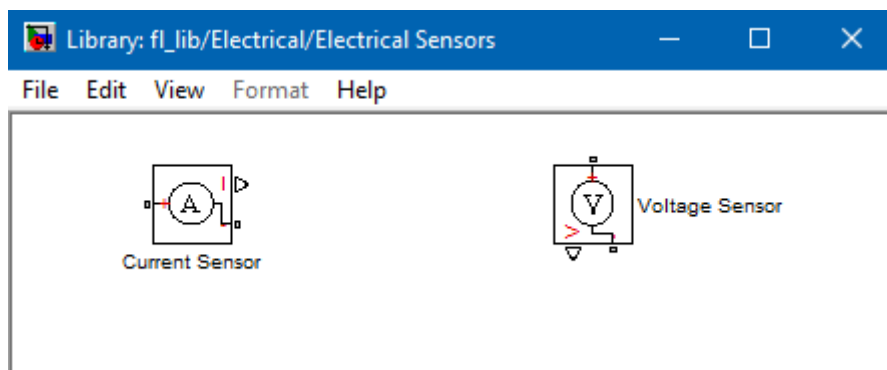 Library: fl_lib/Electrical/Electrical Sensors
File Edit View Format Help
A
I
Current Sensor
V
V
Voltage Sensor